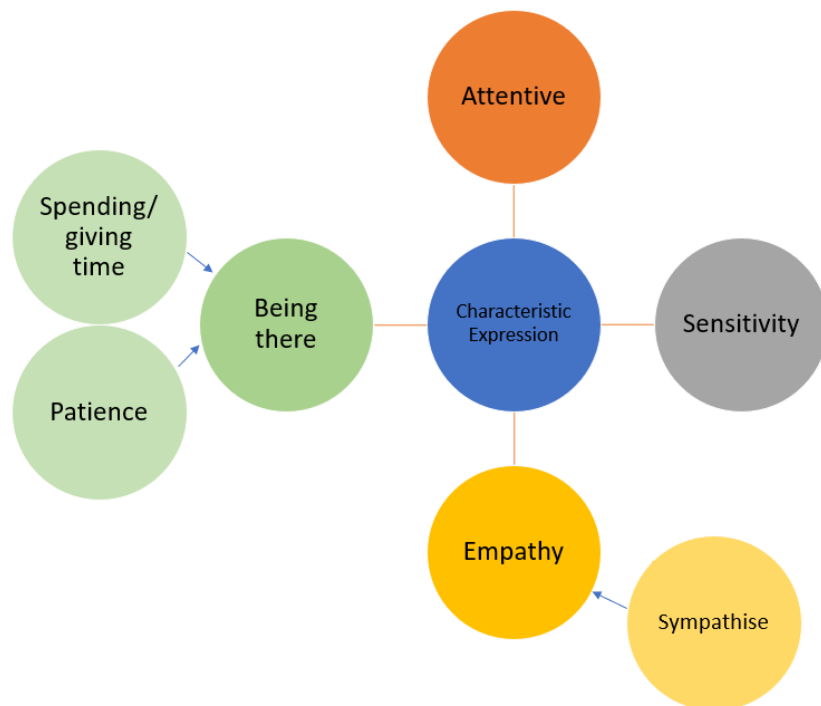 Attentive
Spending/
giving
time
Being
there
Characteristic
Expression
Sensitivity
Patience
Empathy
Sympathise